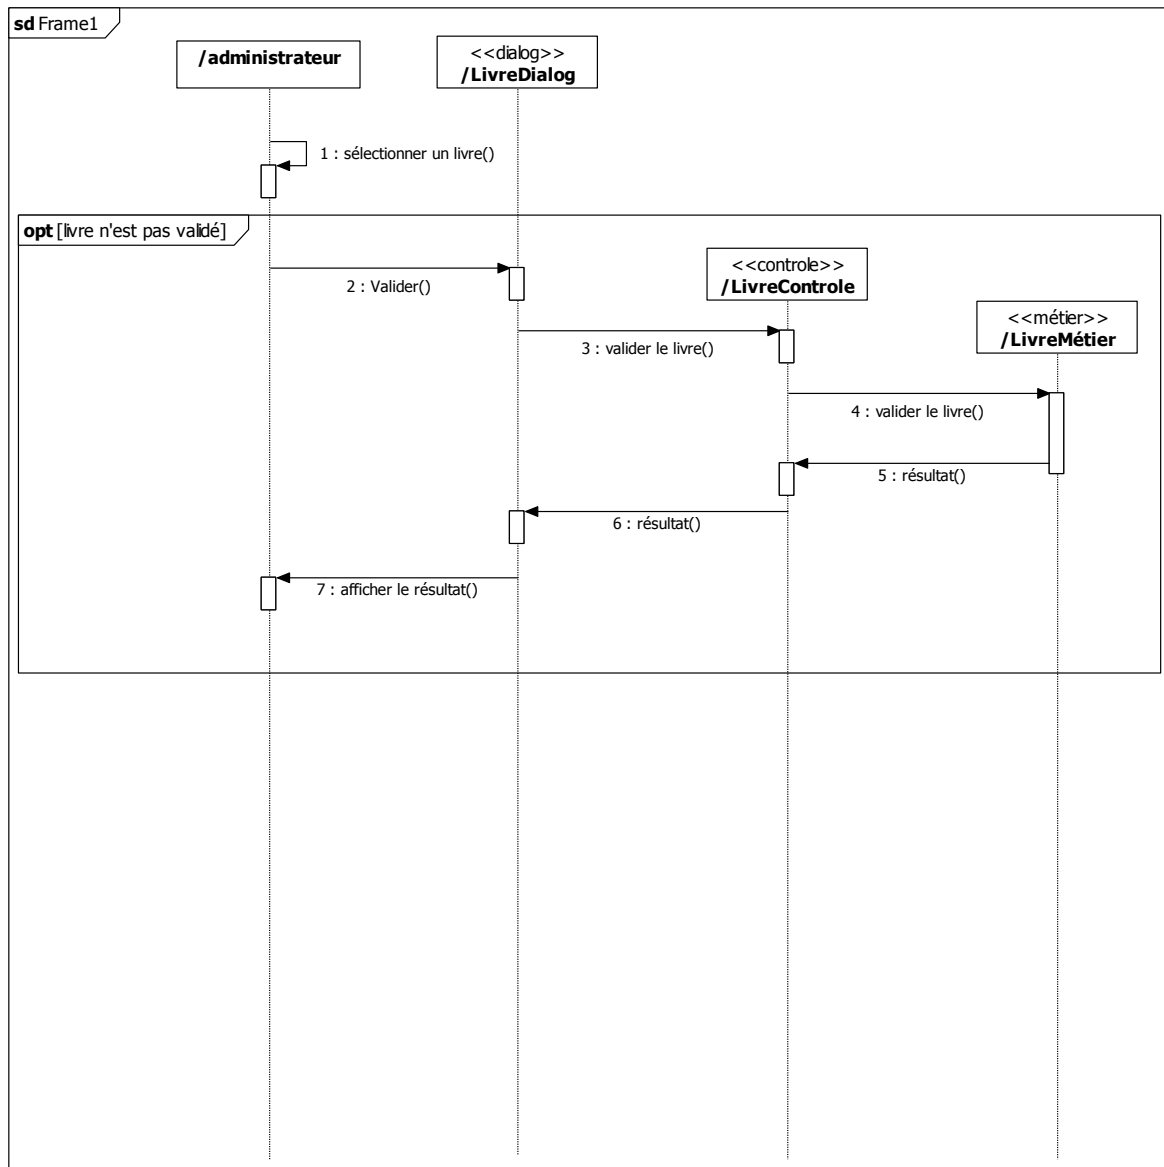 sd Frame1
/administrateur
<<dialog>>
/LivreDialog
1 : sélectionner un livre()
opt [livre n'est pas validé]
2 : Valider()
<<controle>>
/LivreControle
3 : valider le livre()
<<métier>>
/LivreMétier
4 : valider le livre()
5 : résultat()
6 : résultat()
7 : afficher le résultat()